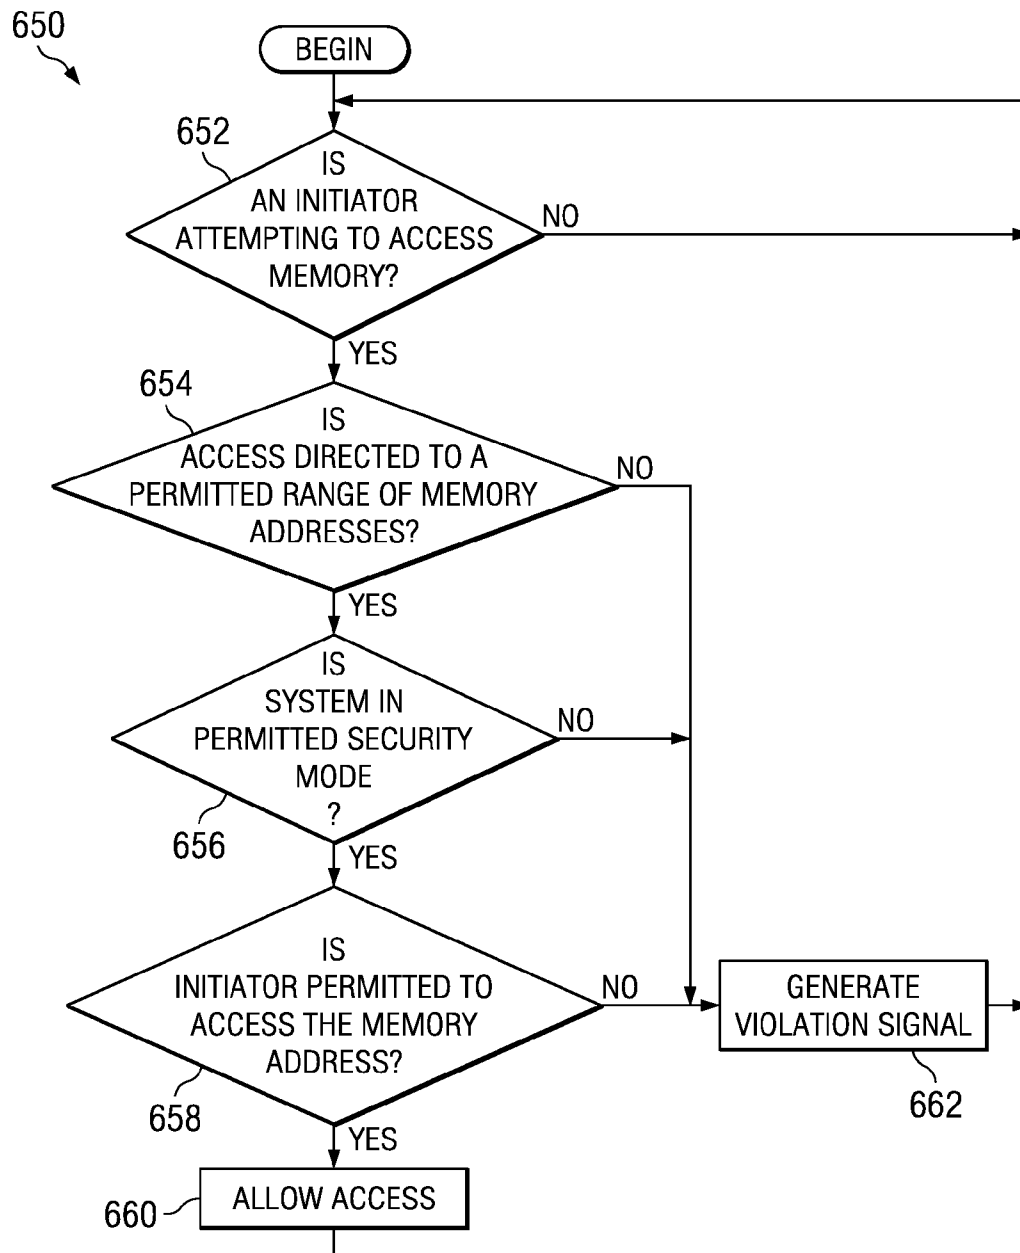 650
BEGIN
652
IS
AN INITIATOR
ATTEMPTING TO ACCESS
MEMORY?
NO
YES
654
IS
ACCESS DIRECTED TO A
PERMITTED RANGE OF MEMORY
ADDRESSES?
NO
YES
IS
SYSTEM IN
PERMITTED SECURITY
MODE
?
NO
656
YES
IS
INITIATOR PERMITTED TO
ACCESS THE MEMORY
ADDRESS?
NO
GENERATE
VIOLATION SIGNAL
662
658
YES
ALLOW ACCESS
660